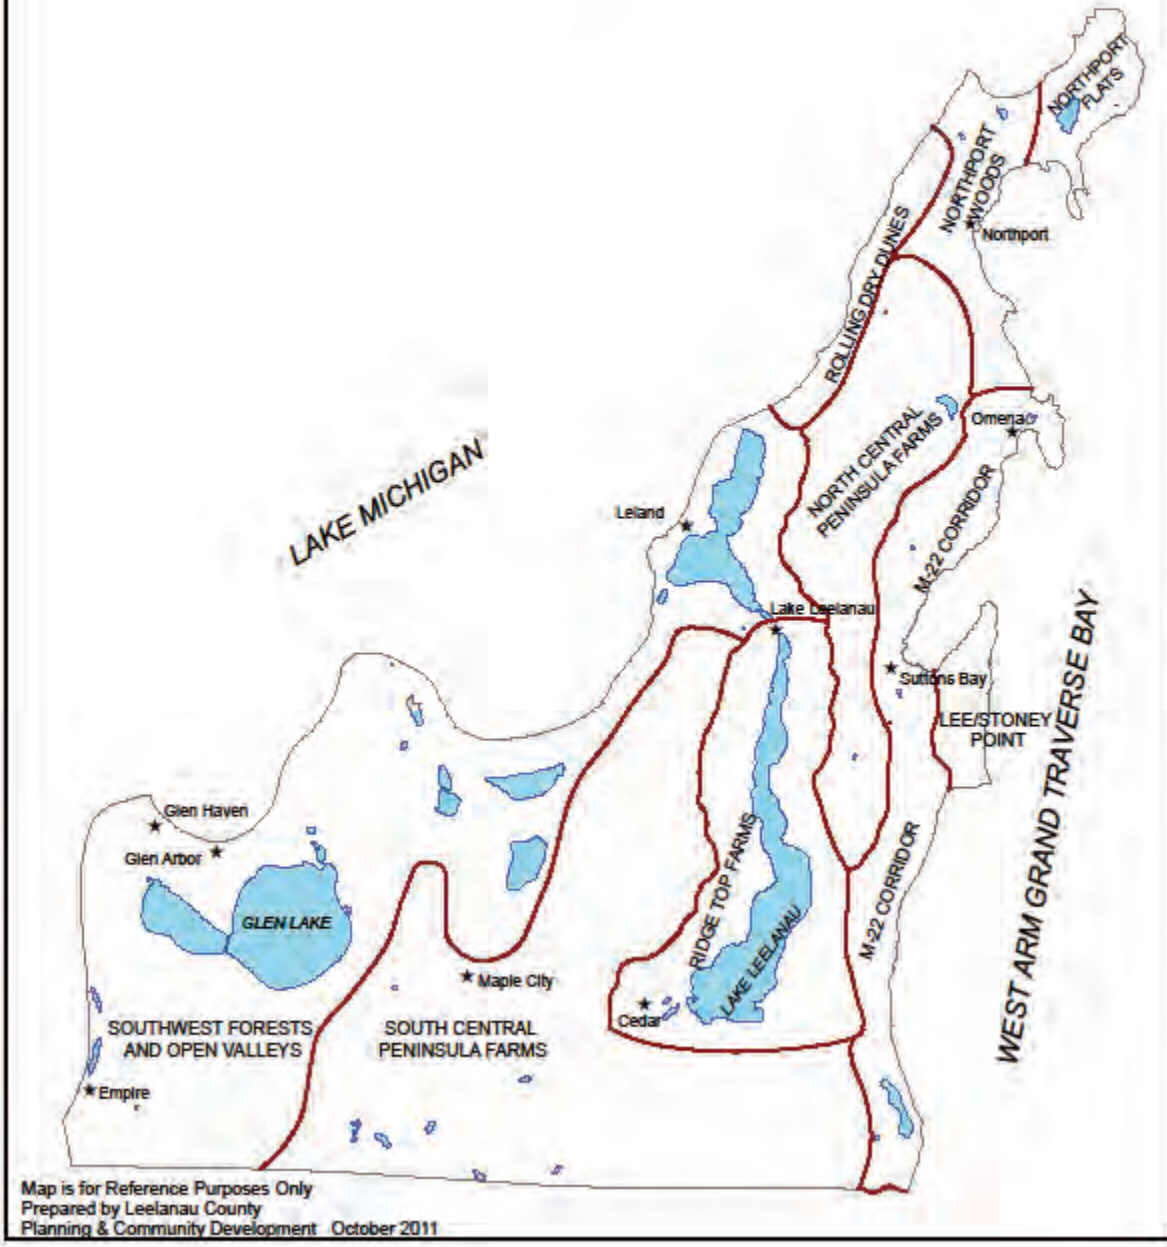 NORTHPORT
FLATS
NORTHPORT
WOODS
Northport
ROLLING DRY DUNES
Omena
NORTH CENTRAL
PENINSULA FARMS
LAKE MICHIGAN
Leland
M-22 CORRIDOR
Lake Leelanau
Suttons Bay
LEE/STONEY
POINT
WEST ARM GRAND TRAVERSE BAY
Glen Haven
Glen Arbor
GLEN LAKE
RIDGE TOP FARMS
M-22 CORRIDOR
LAKE LEELANAU
Maple City
Cedar
SOUTHWEST FORESTS
AND OPEN VALLEYS
SOUTH CENTRAL
PENINSULA FARMS
Empire
Map is for Reference Purposes Only
Prepared by Leelanau County
Planning & Community Development October 2011